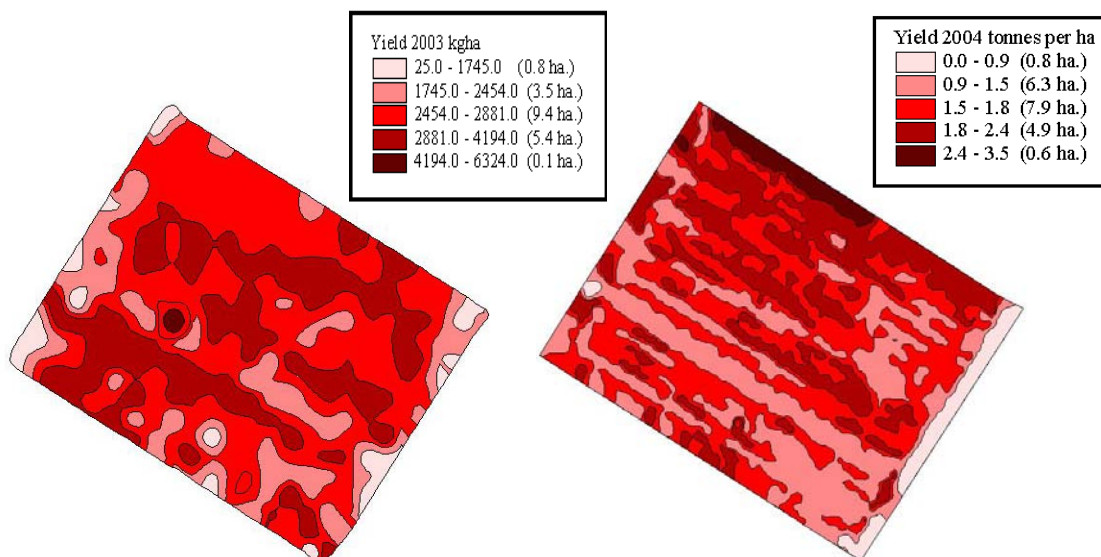 Yield 2003 kgha
25.0 - 1745.0 (0.8 ha.)
1745.0 - 2454.0 (3.5 ha.)
2454.0 - 2881.0 (9.4 ha.)
2881.0 - 4194.0 (5.4 ha.)
4194.0 - 6324.0 (0.1 ha.)
Yield 2004 tonnes per ha
0.0 - 0.9 (0.8 ha.)
0.9 - 1.5 (6.3 ha.)
1.5 - 1.8 (7.9 ha.)
1.8 - 2.4 (4.9 ha.)
2.4 - 3.5 (0.6 ha.)